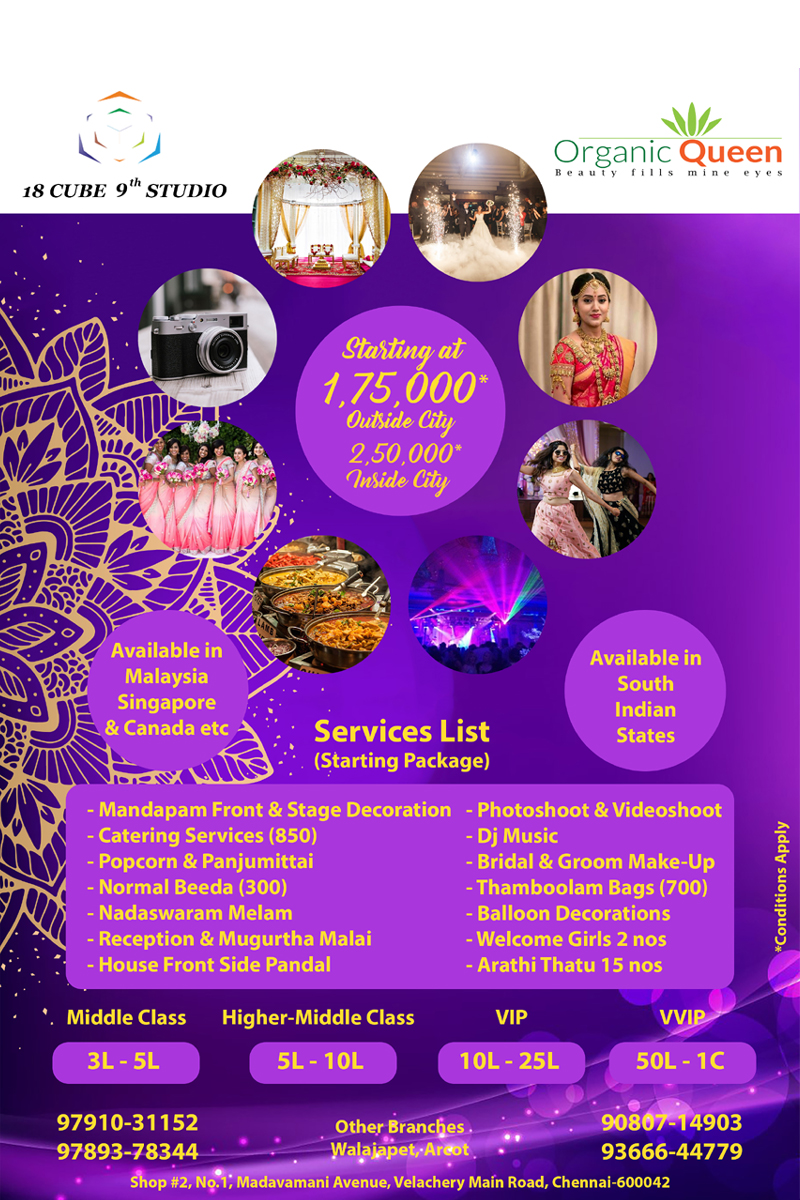 18 CUBE 9th STUDIO
Organic Queen
Beauty fills mine eyes
Starting at
1,75,000*
Outside City
2,50,000*
Inside City
Available in
Malaysia
Singapore
& Canada etc
Available in
South
Indian
States
Services List
(Starting Package)
- Mandapam Front & Stage Decoration
- Catering Services (850)
- Popcorn & Panjumittai
- Normal Beeda (300)
- Nadaswaram Melam
- Reception & Mugurtha Malai
- House Front Side Pandal
- Photoshoot & Videoshoot
- Dj Music
- Bridal & Groom Make-Up
- Thamboolam Bags (700)
- Balloon Decorations
- Welcome Girls 2 nos
- Arathi Thatu 15 nos
*Conditions Apply
Middle Class
3L - 5L
Higher-Middle Class
5L - 10L
VIP
10L - 25L
VVIP
50L - 1C
97910-31152
97893-78344
Other Branches
Walajapet, Arcot
90807-14903
93666-44779
Shop #2, No.1, Madavamani Avenue, Velachery Main Road, Chennai-600042